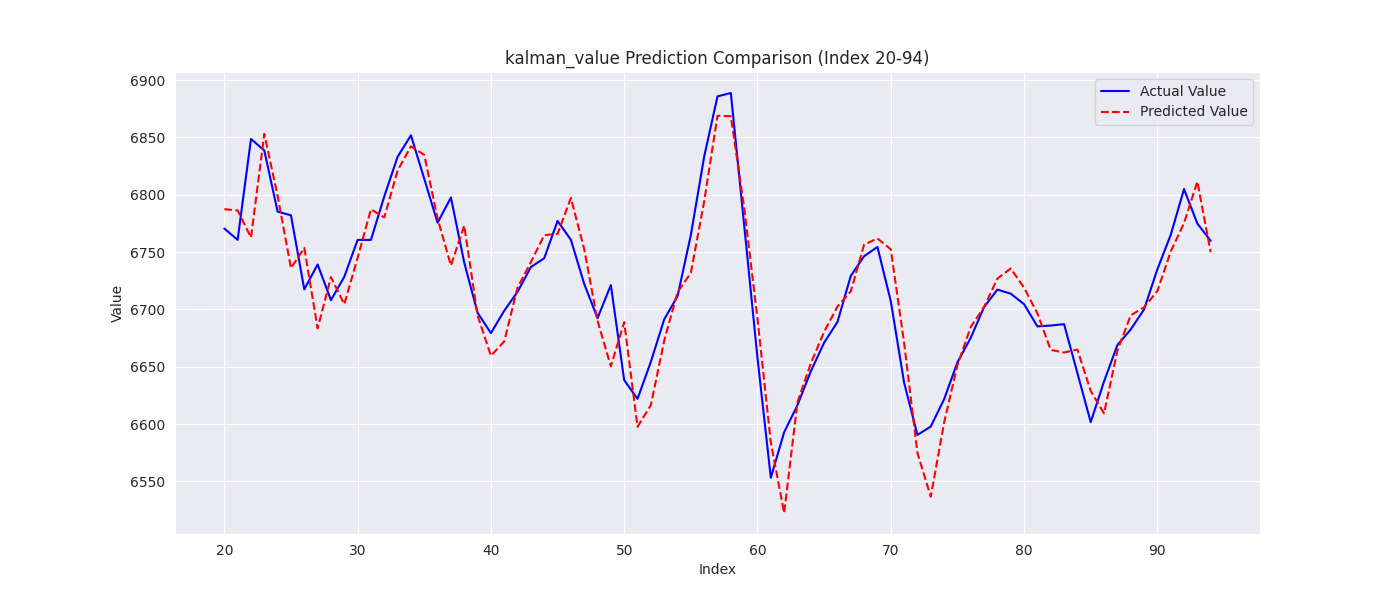 kalman_value Prediction Comparison (Index 20-94)
Actual Value
Predicted Value
Value
6900
6850
6800
6750
6700
6650
6600
6550
20 30 40 50 60 70 80 90
Index